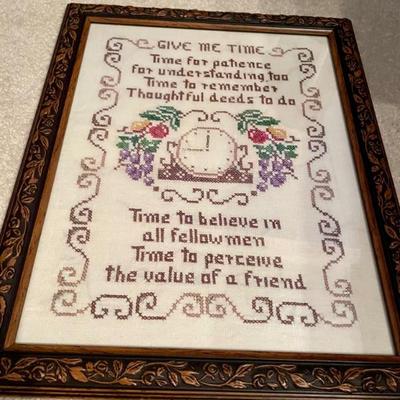 GIVE ME TIME
Time for patience
for understanding too
Time to remember
Thoughtful deeds to do
Time to believe in
all fellowmen
Time to perceive
the value of a friend